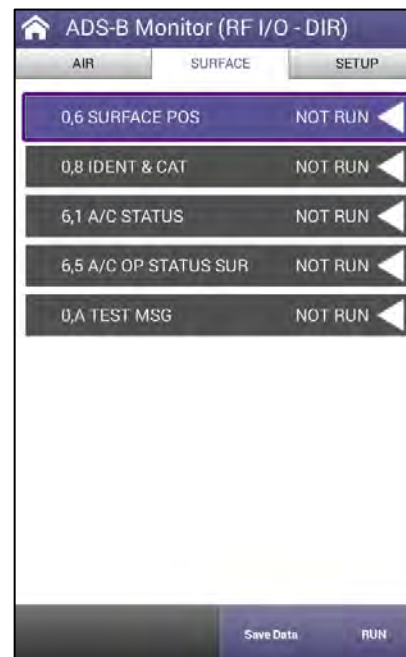 ADS-B Monitor (RF I/O - DIR)
AIR SURFACE SETUP
0,6 SURFACE POS NOT RUN
0,8 IDENT & CAT NOT RUN
6,1 A/C STATUS NOT RUN
6,5 A/C OP STATUS SUR NOT RUN
0,A TEST MSG NOT RUN
Save Data RUN